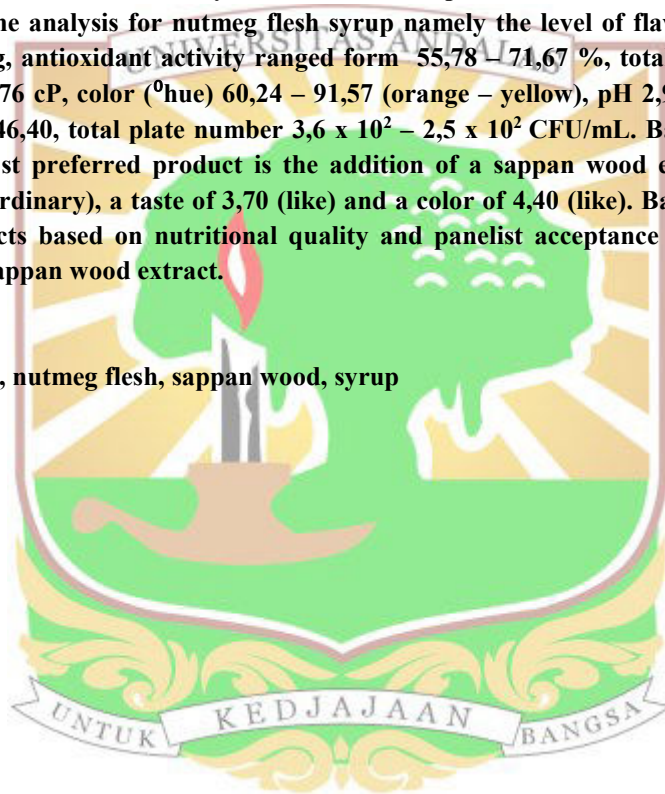 ne analysis for nutmeg flesh syrup namely the level of flav
g, antioxidant activity ranged form 55,78 – 71,67 %, total
76 cP, color (⁰hue) 60,24 – 91,57 (orange – yellow), pH 2,9
46,40, total plate number 3,6 x 10² – 2,5 x 10² CFU/mL. Ba
st preferred product is the addition of a sappan wood e
rdinary), a taste of 3,70 (like) and a color of 4,40 (like). Ba
cts based on nutritional quality and panelist acceptance
appan wood extract.
, nutmeg flesh, sappan wood, syrup
UNIVERSITAS ANDALAS
UNTUK KEDJAJAAN BANGSA